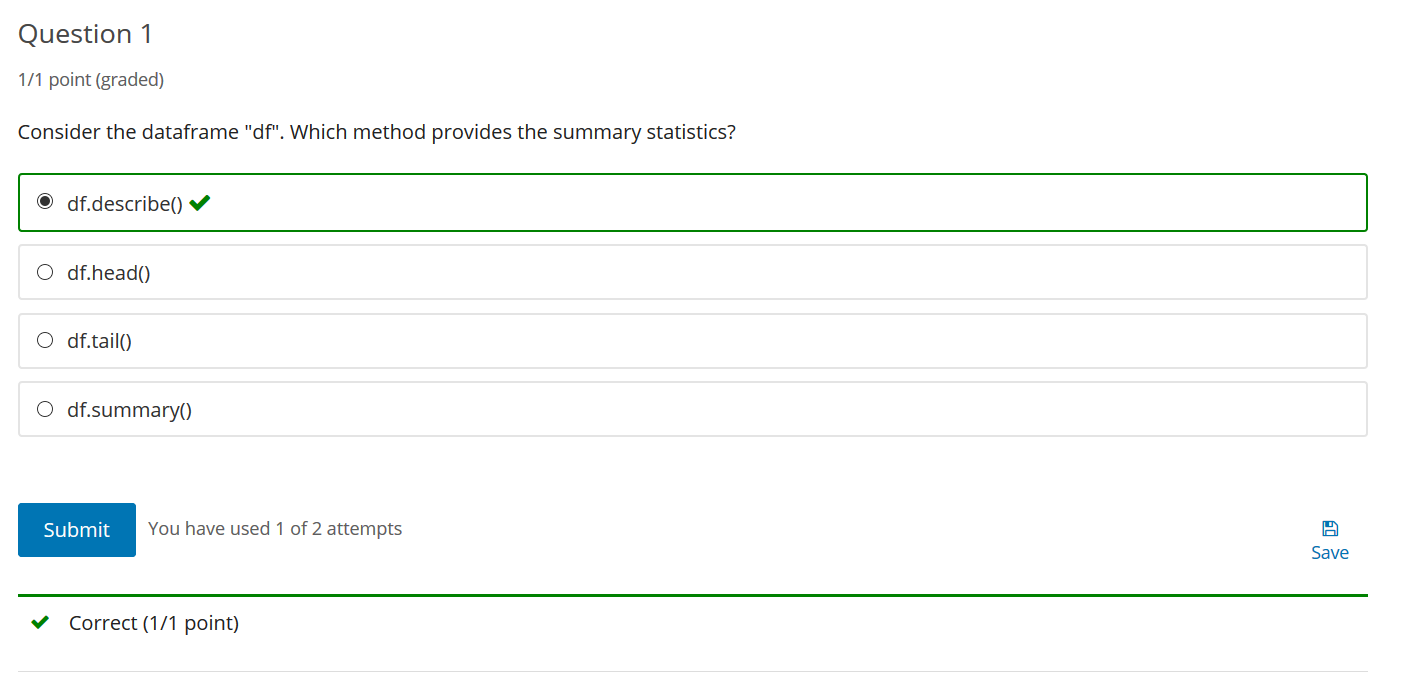 Question 1
1/1 point (graded)
Consider the dataframe "df". Which method provides the summary statistics?
df.describe()
df.head()
df.tail()
df.summary()
Submit You have used 1 of 2 attempts
Save
Correct (1/1 point)